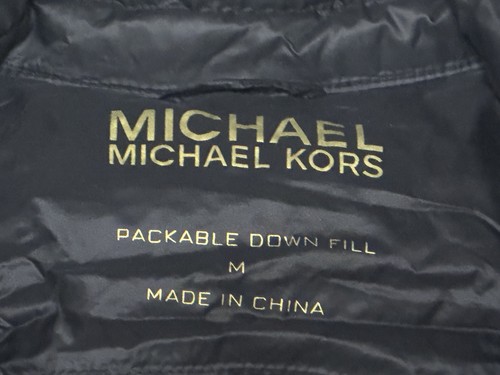 MICHAEL
MICHAEL KORS
PACKABLE DOWN FILL
M
MADE IN CHINA